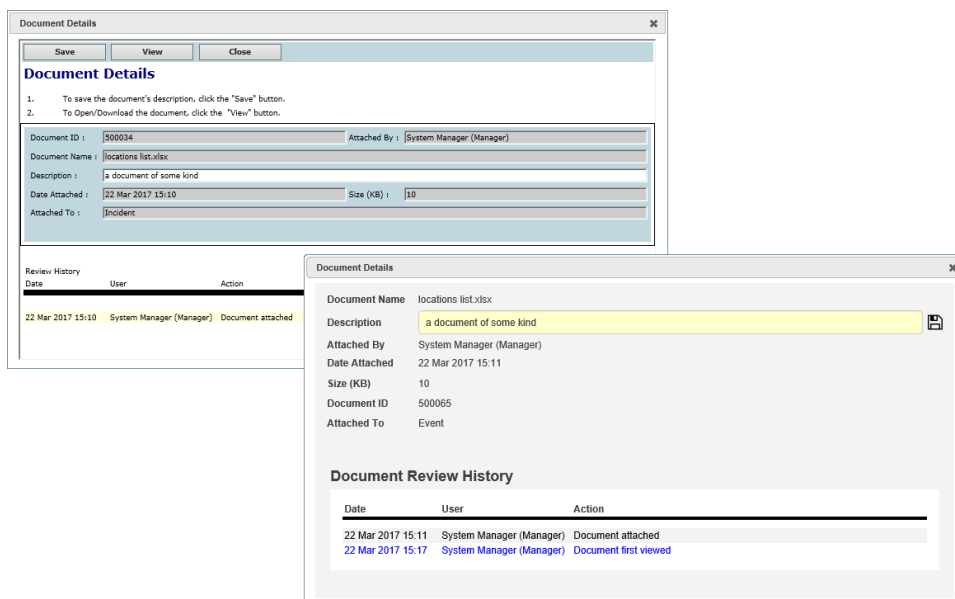 Document Details
Save View Close
Document Details
1. To save the document's description, click the "Save" button.
2. To Open/Download the document, click the "View" button.
Document ID : 500034 Attached By : System Manager (Manager)
Document Name : locations list.xlsx
Description : a document of some kind
Date Attached : 22 Mar 2017 15:10 Size (KB) : 10
Attached To : Incident
Review History
Date User Action
22 Mar 2017 15:10 System Manager (Manager) Document attached
Document Details
Document Name locations list.xlsx
Description a document of some kind
Attached By System Manager (Manager)
Date Attached 22 Mar 2017 15:11
Size (KB) 10
Document ID 500065
Attached To Event
Document Review History
Date User Action
22 Mar 2017 15:11 System Manager (Manager) Document attached
22 Mar 2017 15:17 System Manager (Manager) Document first viewed